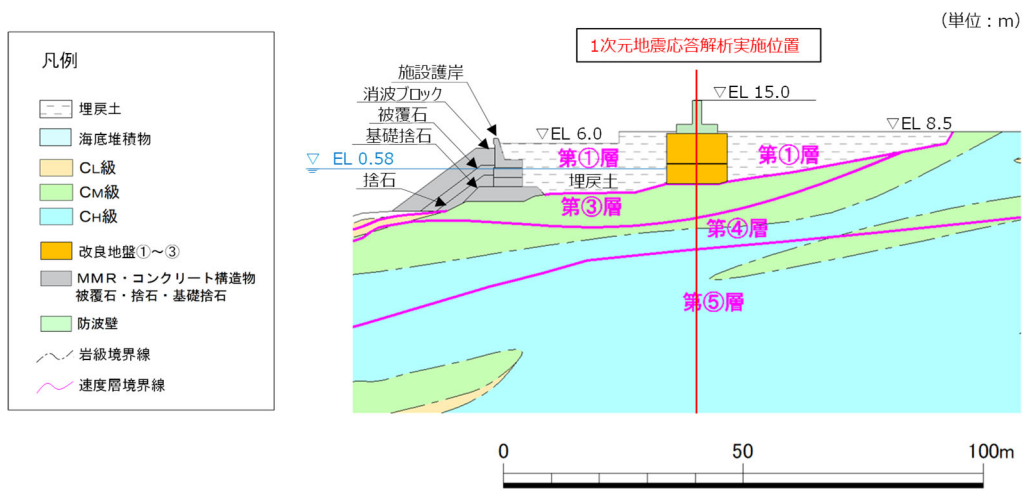 （単位：m）
凡例
埋戻土
海底堆積物
CL級
CM級
CH級
改良地盤①～③
MMR・コンクリート構造物
被覆石・捨石・基礎捨石
防波壁
岩級境界線
速度層境界線
1次元地震応答解析実施位置
施設護岸
消波ブロック
被覆石
基礎捨石
捨石
▽EL 15.0
▽EL 6.0
▽EL 8.5
▽ EL 0.58
第①層
第①層
埋戻土
第③層
第④層
第⑤層
0 50 100m